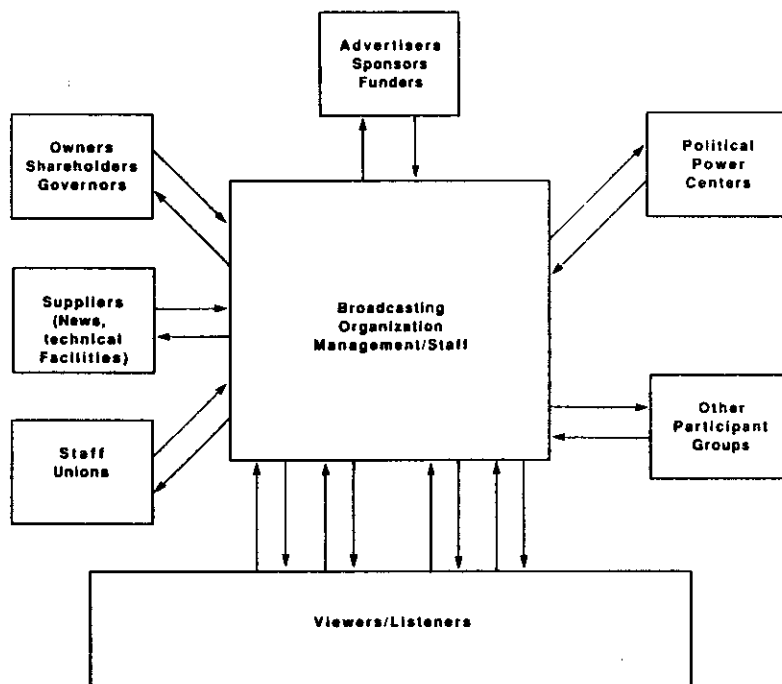 Advertisers
Sponsors
Funders
Owners
Shareholders
Governors
Political
Power
Centers
Suppliers
(News,
technical
Facilities)
Broadcasting
Organization
Management/Staff
Other
Participant
Groups
Staff
Unions
Viewers/Listeners